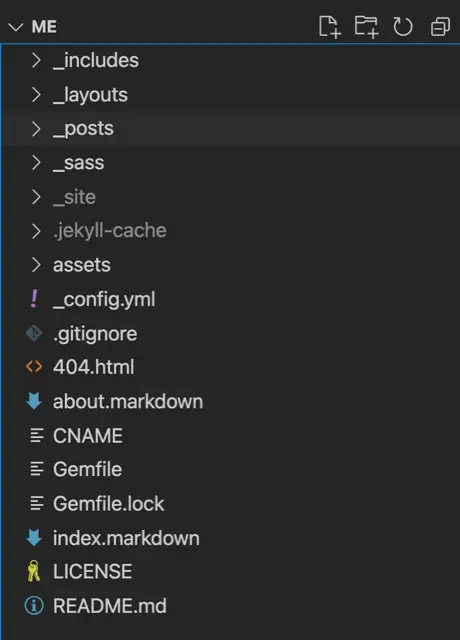 ME
_includes
_layouts
_posts
_sass
_site
.jekyll-cache
assets
_config.yml
.gitignore
404.html
about.markdown
CNAME
Gemfile
Gemfile.lock
index.markdown
LICENSE
README.md